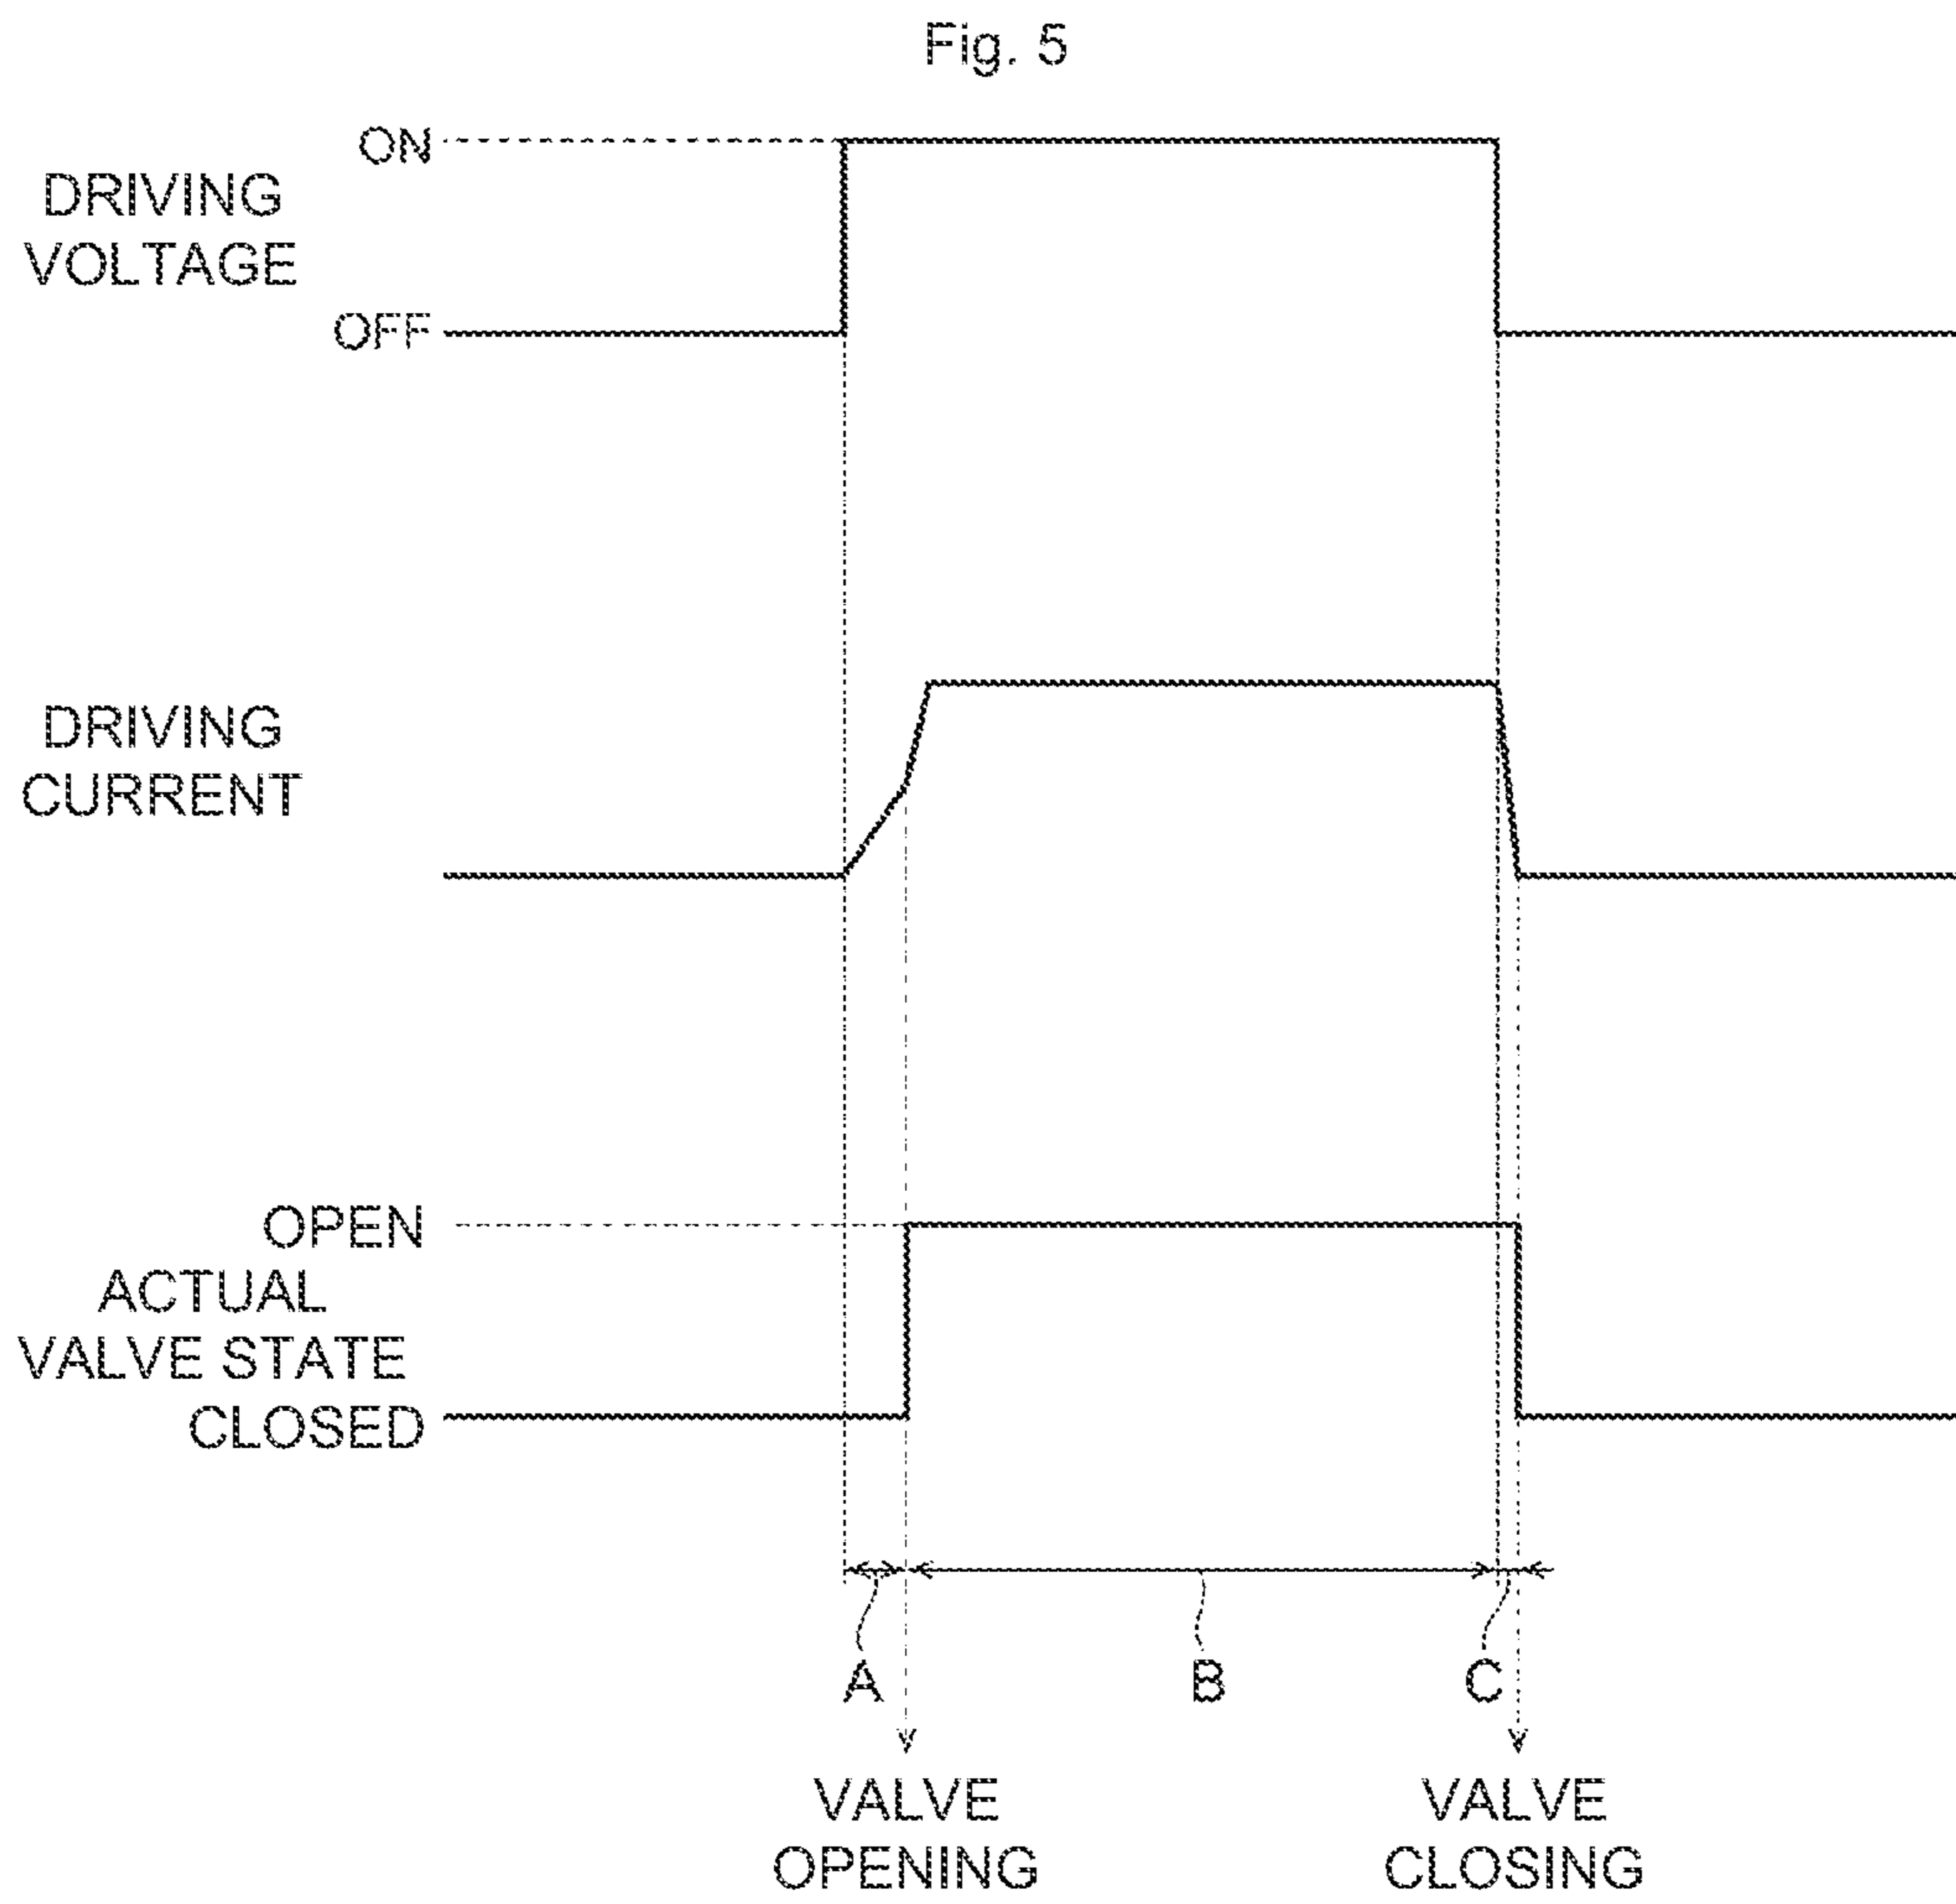 Fig. 5
ON
DRIVING
VOLTAGE
OFF
DRIVING
CURRENT
OPEN
ACTUAL
VALVE STATE
CLOSED
A
B
C
VALVE
OPENING
VALVE
CLOSING